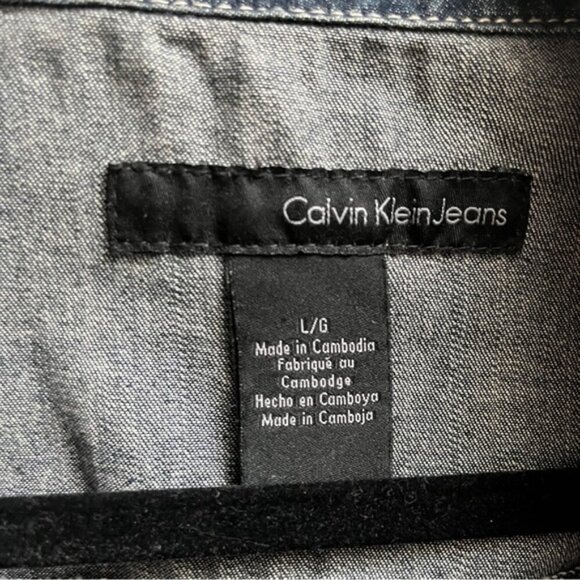 Calvin Klein Jeans
L/G
Made in Cambodia
Fabriqué au
Cambodge
Hecho en Camboya
Made in Camboja